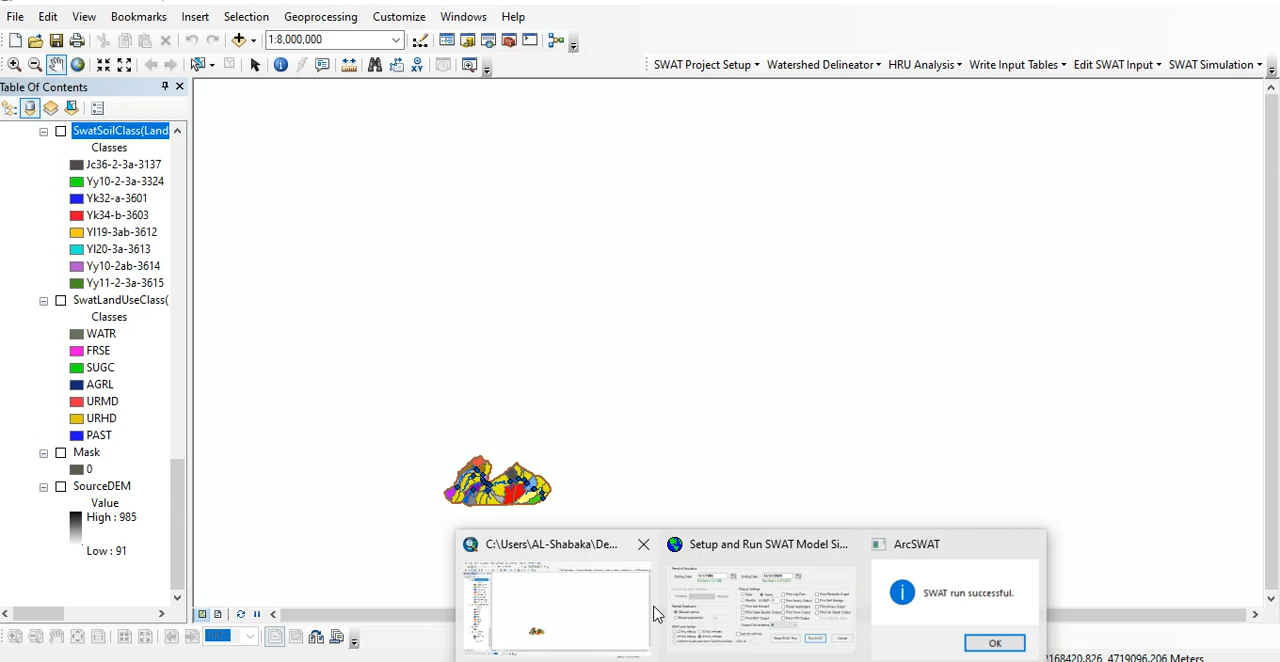 File Edit View Bookmarks Insert Selection Geoprocessing Customize Windows Help
1:8,000,000
SWAT Project Setup Watershed Delineator HRU Analysis Write Input Tables Edit SWAT Input SWAT Simulation
Table Of Contents
SwatSoilClass(Land
Classes
Jc36-2-3a-3137
Yy10-2-3a-3324
Yk32-a-3601
Yk34-b-3603
Yl19-3ab-3612
Yl20-3a-3613
Yy10-2ab-3614
Yy11-2-3a-3615
SwatLandUseClass(
Classes
WATR
FRSE
SUGC
AGRL
URMD
URHD
PAST
Mask
0
SourceDEM
Value
High : 985
Low : 91
C:\Users\AL-Shabaka\De...
Setup and Run SWAT Model Si...
ArcSWAT
SWAT run successful.
OK
100%
168420.826 4719096.206 Meters